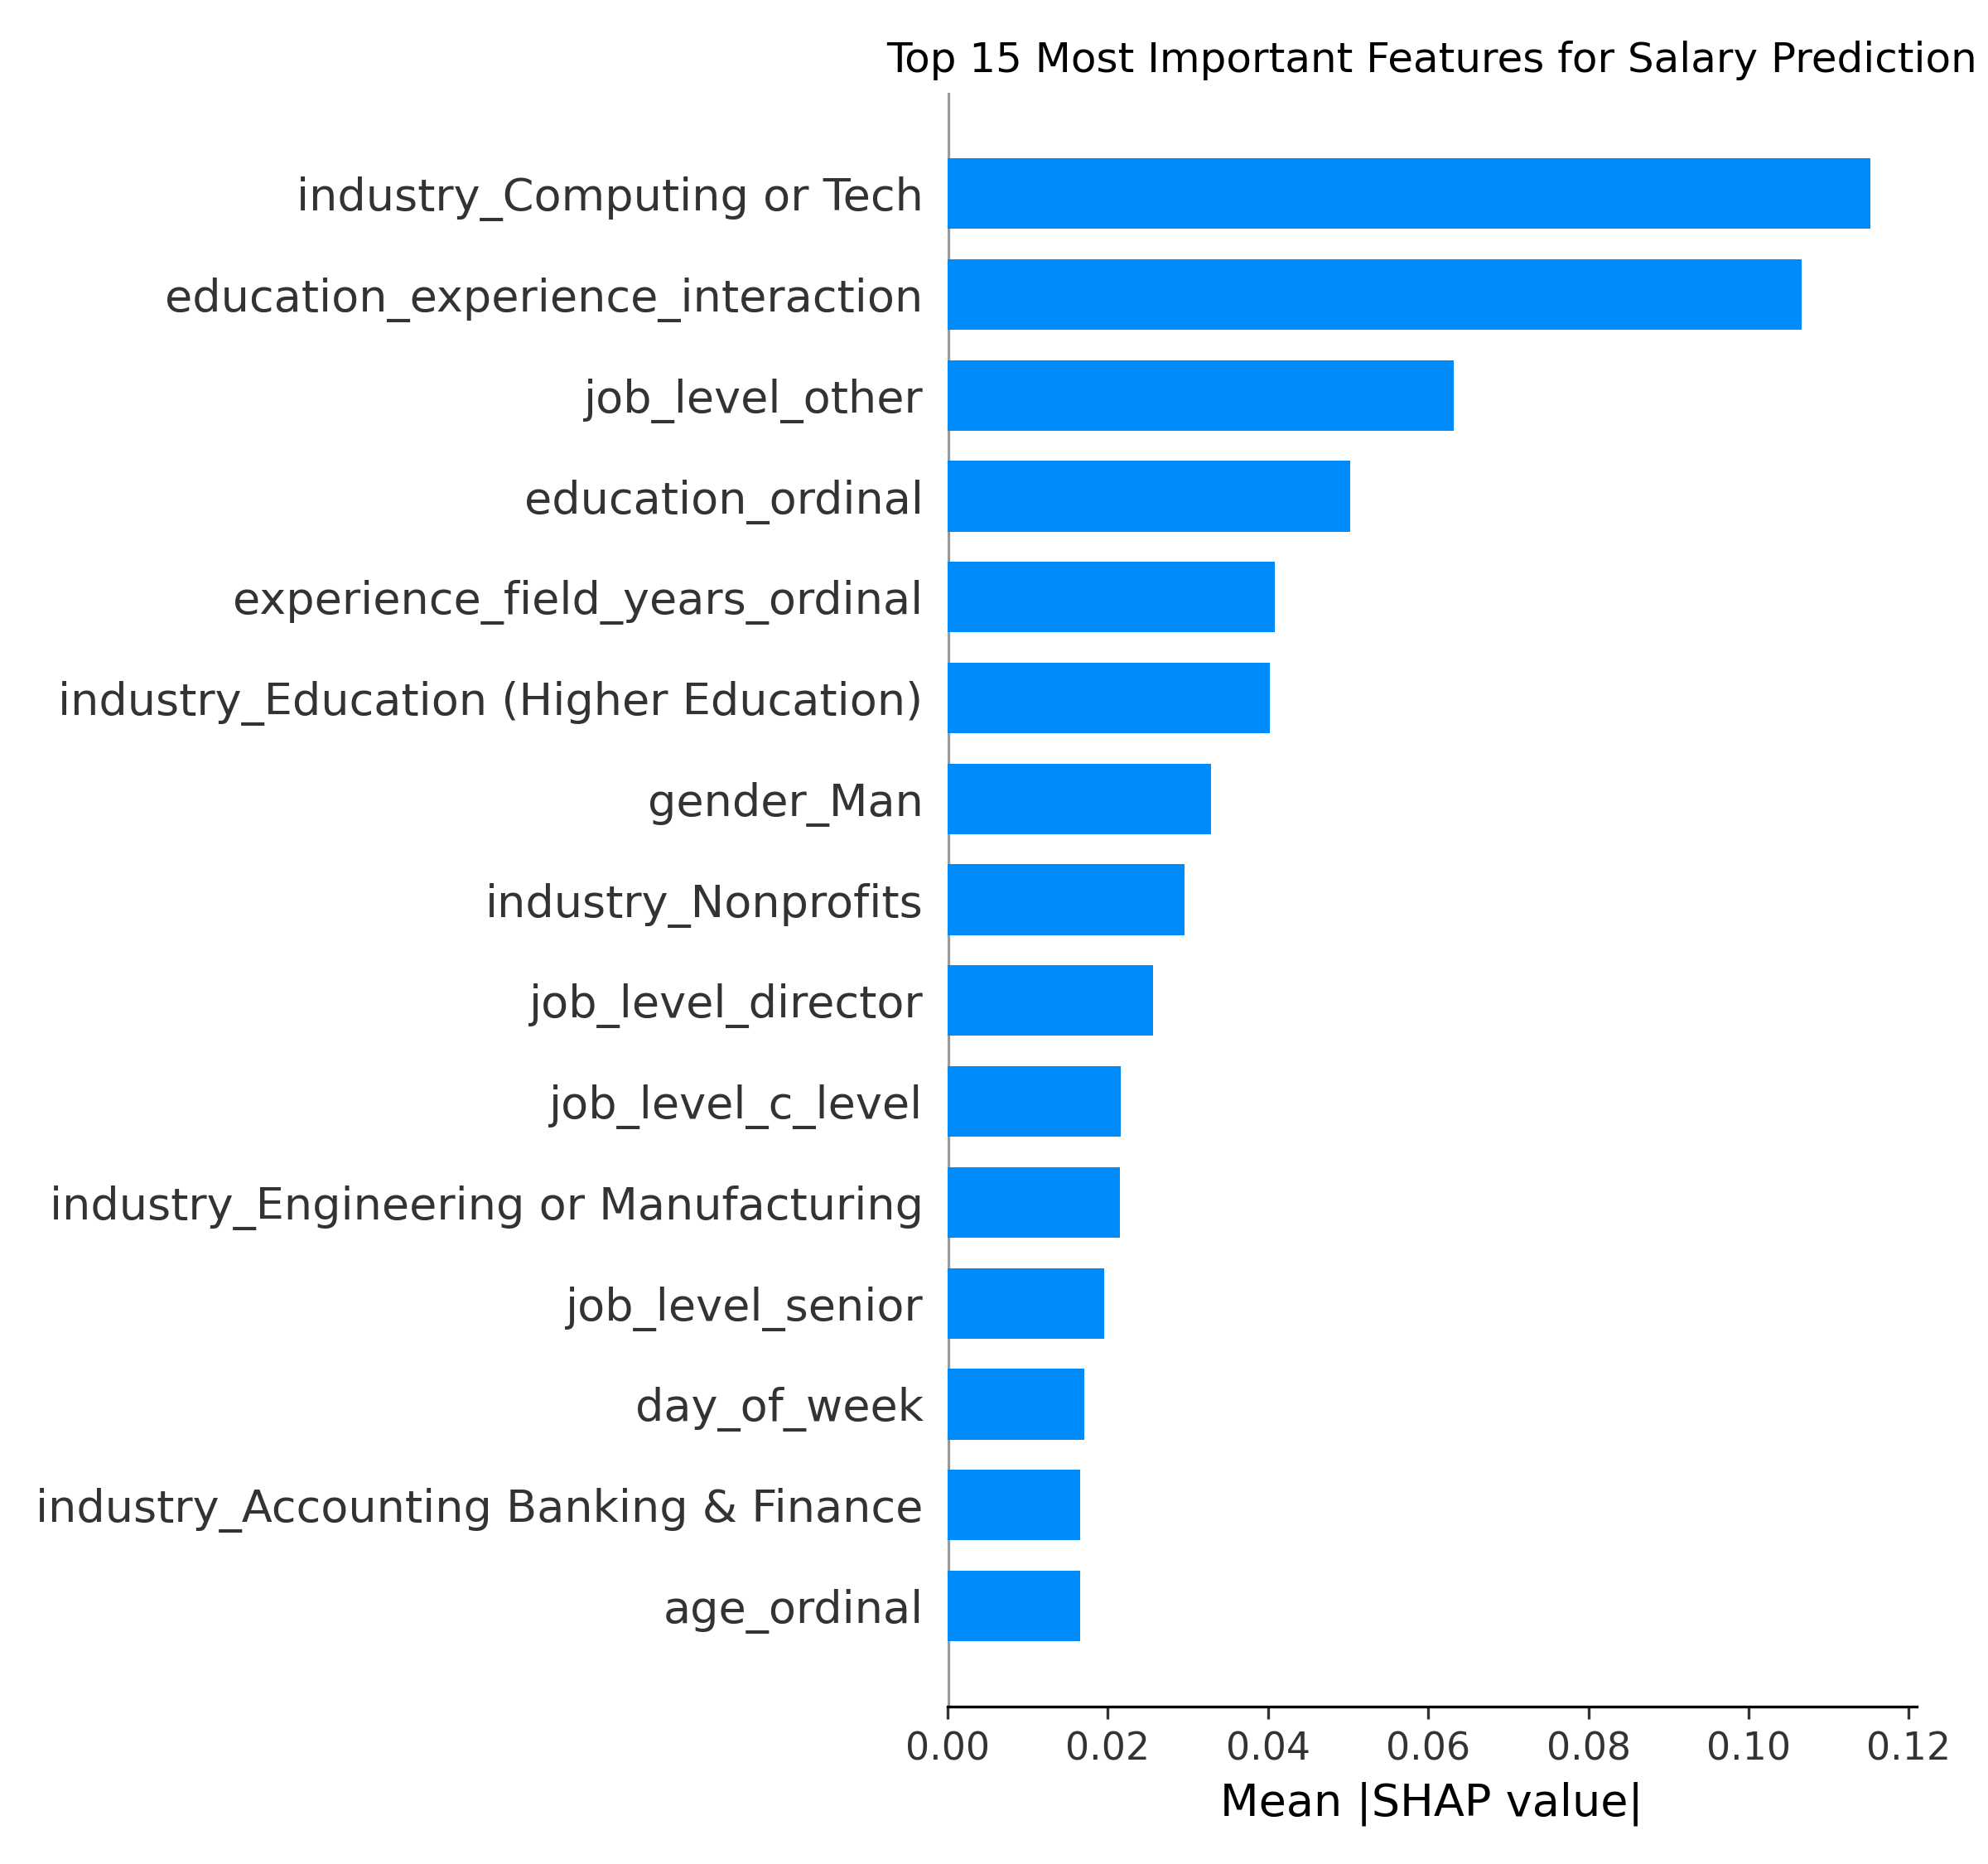 Top 15 Most Important Features for Salary Prediction
industry_Computing or Tech
education_experience_interaction
job_level_other
education_ordinal
experience_field_years_ordinal
industry_Education (Higher Education)
gender_Man
industry_Nonprofits
job_level_director
job_level_c_level
industry_Engineering or Manufacturing
job_level_senior
day_of_week
industry_Accounting Banking & Finance
age_ordinal
0.00 0.02 0.04 0.06 0.08 0.10 0.12
Mean |SHAP value|